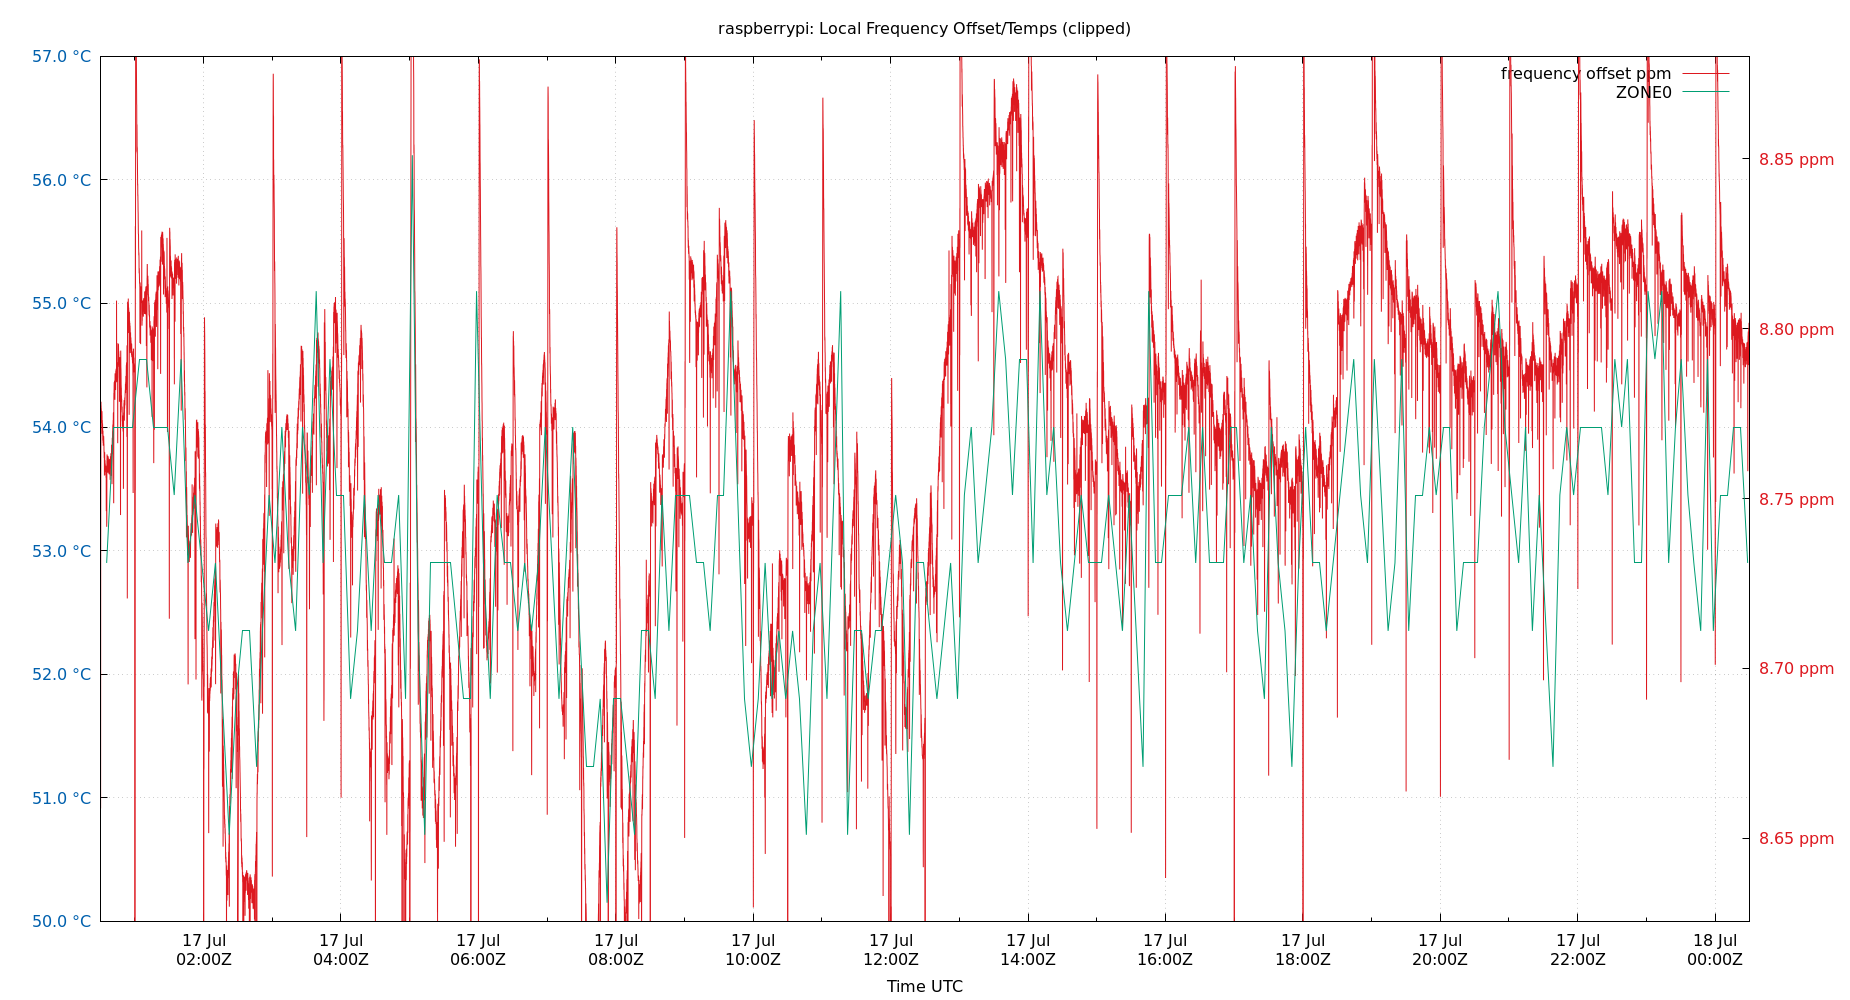 raspberrypi: Local Frequency Offset/Temps (clipped)
57.0 °C
56.0 °C
55.0 °C
54.0 °C
53.0 °C
52.0 °C
51.0 °C
50.0 °C
frequency offset ppm
ZONE0
8.85 ppm
8.80 ppm
8.75 ppm
8.70 ppm
8.65 ppm
17 Jul 17 Jul 17 Jul 17 Jul 17 Jul 17 Jul 17 Jul 17 Jul 17 Jul 17 Jul 17 Jul 18 Jul
02:00Z 04:00Z 06:00Z 08:00Z 10:00Z 12:00Z 14:00Z 16:00Z 18:00Z 20:00Z 22:00Z 00:00Z
Time UTC